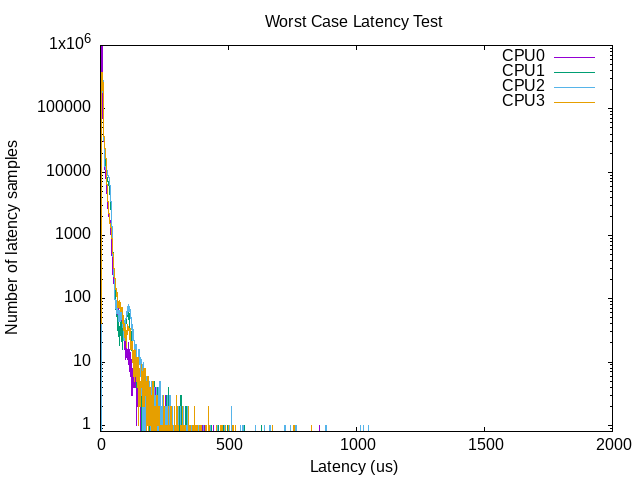 Worst Case Latency Test
1x10^6
100000
10000
1000
100
10
1
Number of latency samples
CPU0
CPU1
CPU2
CPU3
0 500 1000 1500 2000
Latency (us)